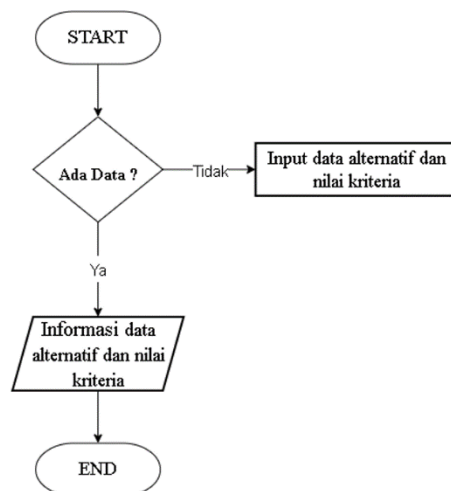 START
Ada Data ?
Tidak
Input data alternatif dan
nilai kriteria
Ya
Informasi data
alternatif dan nilai
kriteria
END